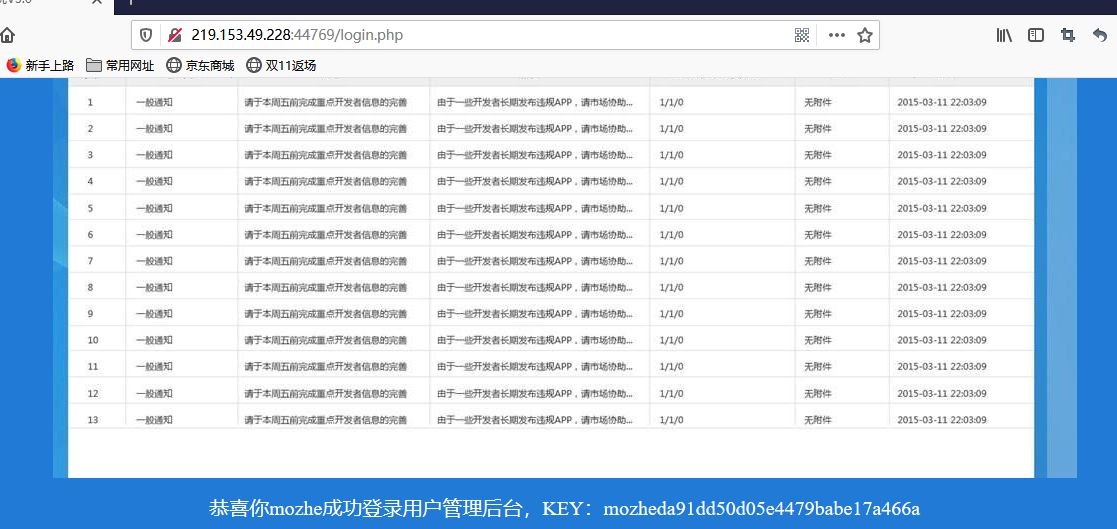 219.153.49.228:44769/login.php
新手上路 常用网址 京东商城 双11返场
1 一般通知 请于本周五前完成重点开发者信息的完善 由于一些开发者长期发布违规APP，请市场协助... 1/1/0 无附件 2015-03-11 22:03:09
2 一般通知 请于本周五前完成重点开发者信息的完善 由于一些开发者长期发布违规APP，请市场协助... 1/1/0 无附件 2015-03-11 22:03:09
3 一般通知 请于本周五前完成重点开发者信息的完善 由于一些开发者长期发布违规APP，请市场协助... 1/1/0 无附件 2015-03-11 22:03:09
4 一般通知 请于本周五前完成重点开发者信息的完善 由于一些开发者长期发布违规APP，请市场协助... 1/1/0 无附件 2015-03-11 22:03:09
5 一般通知 请于本周五前完成重点开发者信息的完善 由于一些开发者长期发布违规APP，请市场协助... 1/1/0 无附件 2015-03-11 22:03:09
6 一般通知 请于本周五前完成重点开发者信息的完善 由于一些开发者长期发布违规APP，请市场协助... 1/1/0 无附件 2015-03-11 22:03:09
7 一般通知 请于本周五前完成重点开发者信息的完善 由于一些开发者长期发布违规APP，请市场协助... 1/1/0 无附件 2015-03-11 22:03:09
8 一般通知 请于本周五前完成重点开发者信息的完善 由于一些开发者长期发布违规APP，请市场协助... 1/1/0 无附件 2015-03-11 22:03:09
9 一般通知 请于本周五前完成重点开发者信息的完善 由于一些开发者长期发布违规APP，请市场协助... 1/1/0 无附件 2015-03-11 22:03:09
10 一般通知 请于本周五前完成重点开发者信息的完善 由于一些开发者长期发布违规APP，请市场协助... 1/1/0 无附件 2015-03-11 22:03:09
11 一般通知 请于本周五前完成重点开发者信息的完善 由于一些开发者长期发布违规APP，请市场协助... 1/1/0 无附件 2015-03-11 22:03:09
12 一般通知 请于本周五前完成重点开发者信息的完善 由于一些开发者长期发布违规APP，请市场协助... 1/1/0 无附件 2015-03-11 22:03:09
13 一般通知 请于本周五前完成重点开发者信息的完善 由于一些开发者长期发布违规APP，请市场协助... 1/1/0 无附件 2015-03-11 22:03:09
恭喜你mozhe成功登录用户管理后台，KEY：mozheda91dd50d05e4479babe17a466a